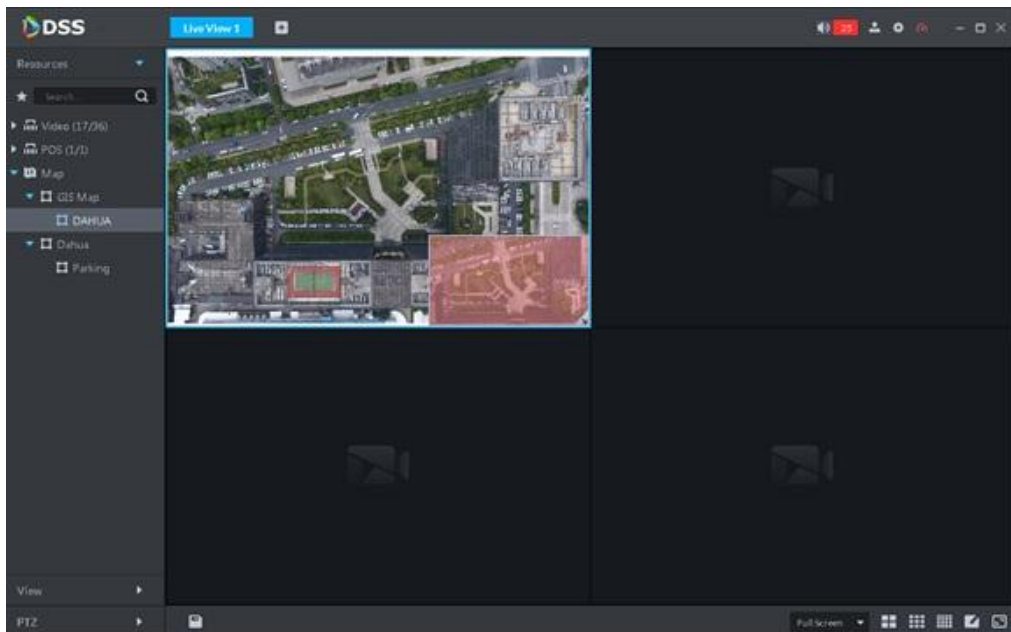 DSS
Live View 1
25
Resources
Search...
Video (17/36)
POS (1/1)
Map
GIS Map
DAHUA
Dahua
Parking
View
PTZ
Full Screen